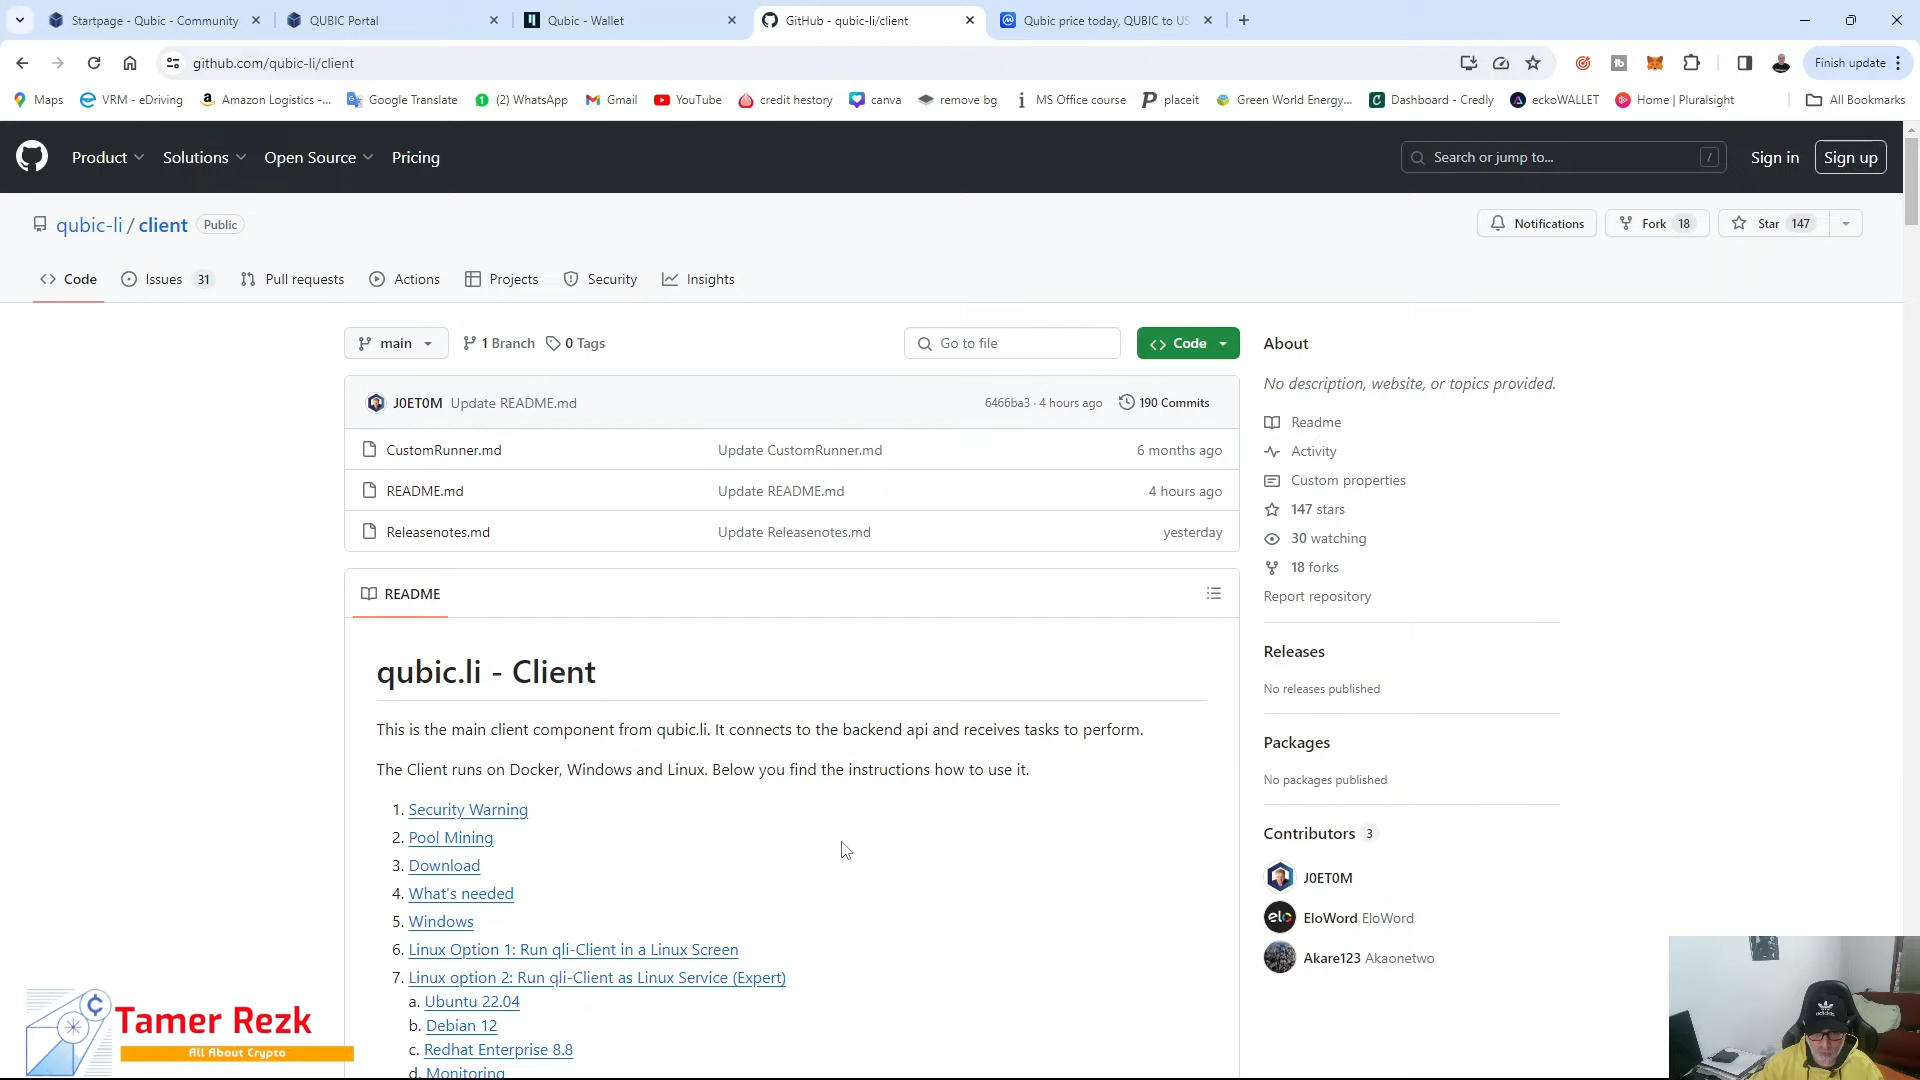 Startpage - Qubic - Community
QUBIC Portal
Qubic - Wallet
GitHub - qubic-li/client
Qubic price today, QUBIC to US
github.com/qubic-li/client
Finish update
Maps
VRM - eDriving
Amazon Logistics -...
Google Translate
(2) WhatsApp
Gmail
YouTube
credit hestory
canva
remove bg
MS Office course
placeit
Green World Energy...
Dashboard - Credly
eckoWALLET
Home | Pluralsight
All Bookmarks
Product
Solutions
Open Source
Pricing
Search or jump to...
/
Sign in
Sign up
qubic-li / client
Public
Notifications
Fork 18
Star 147
Code
Issues 31
Pull requests
Actions
Projects
Security
Insights
main
1 Branch
0 Tags
Go to file
Code
J0ET0M Update README.md
6466ba3 · 4 hours ago
190 Commits
CustomRunner.md
Update CustomRunner.md
6 months ago
README.md
Update README.md
4 hours ago
Releasenotes.md
Update Releasenotes.md
yesterday
README
qubic.li - Client
This is the main client component from qubic.li. It connects to the backend api and receives tasks to perform.
The Client runs on Docker, Windows and Linux. Below you find the instructions how to use it.
1. Security Warning
2. Pool Mining
3. Download
4. What's needed
5. Windows
6. Linux Option 1: Run qli-Client in a Linux Screen
7. Linux option 2: Run qli-Client as Linux Service (Expert)
a. Ubuntu 22.04
b. Debian 12
c. Redhat Enterprise 8.8
d. Monitoring
About
No description, website, or topics provided.
Readme
Activity
Custom properties
147 stars
30 watching
18 forks
Report repository
Releases
No releases published
Packages
No packages published
Contributors 3
J0ET0M
elo
EloWord EloWord
Akare123 Akaonetwo
Tamer Rezk
All About Crypto
adidas